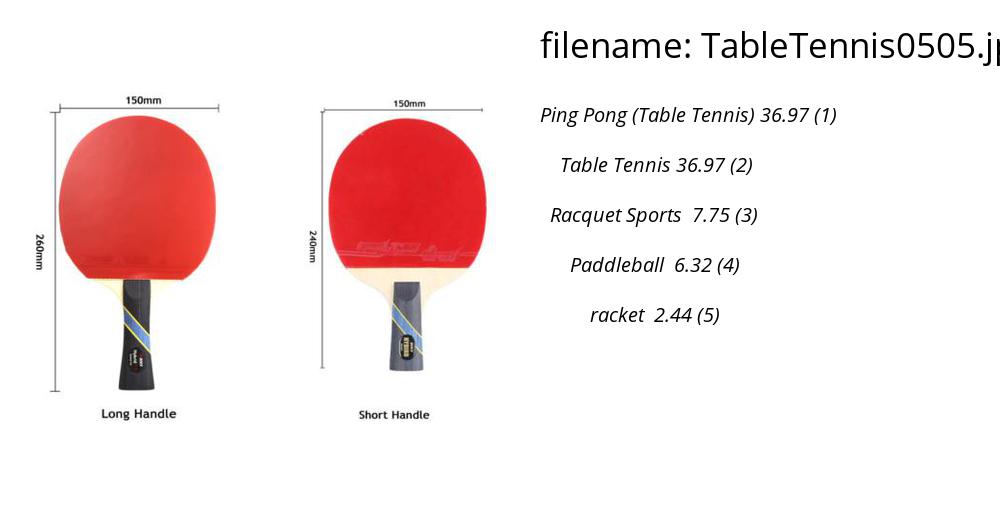 filename: TableTennis0505.jp
150mm
150mm
Ping Pong (Table Tennis) 36.97 (1)
Table Tennis 36.97 (2)
Racquet Sports 7.75 (3)
260mm
240mm
Paddleball 6.32 (4)
racket 2.44 (5)
Long Handle
Short Handle